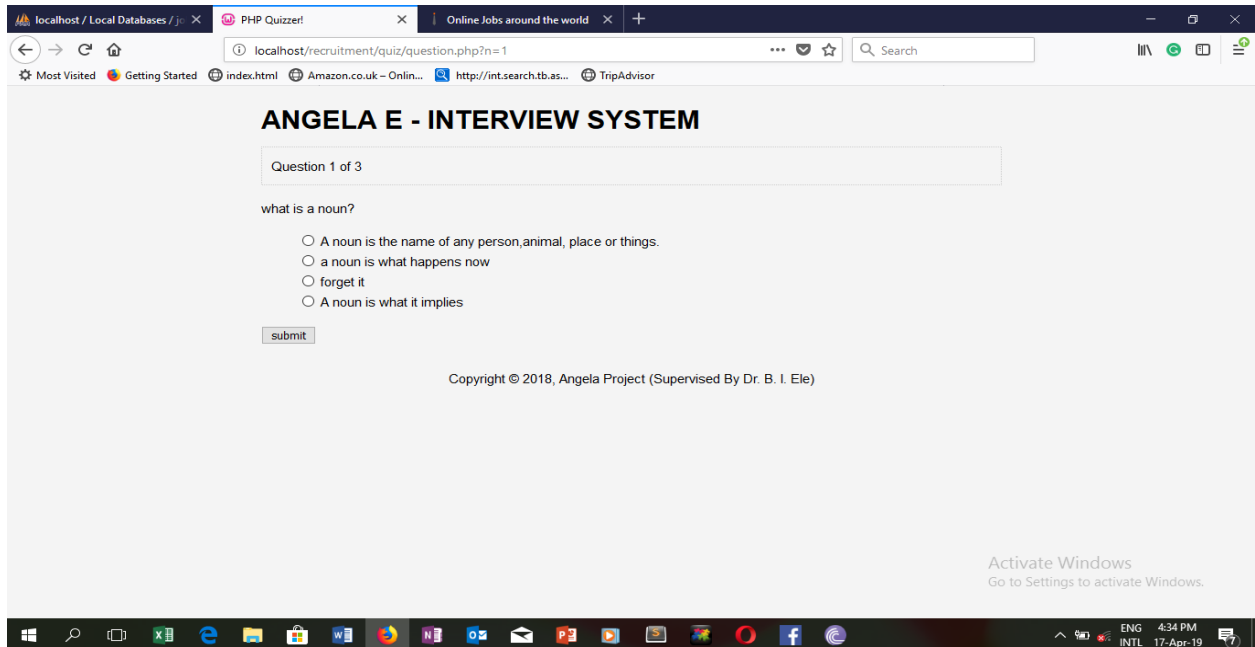 localhost / Local Databases / jo
PHP Quizzer!
Online Jobs around the world
localhost/recruitment/quiz/question.php?n=1
Search
Most Visited Getting Started index.html Amazon.co.uk – Onlin... http://int.search.tb.as... TripAdvisor
ANGELA E - INTERVIEW SYSTEM
Question 1 of 3
what is a noun?
A noun is the name of any person,animal, place or things.
a noun is what happens now
forget it
A noun is what it implies
submit
Copyright © 2018, Angela Project (Supervised By Dr. B. I. Ele)
Activate Windows
Go to Settings to activate Windows.
ENG 4:34 PM
INTL 17-Apr-19
7